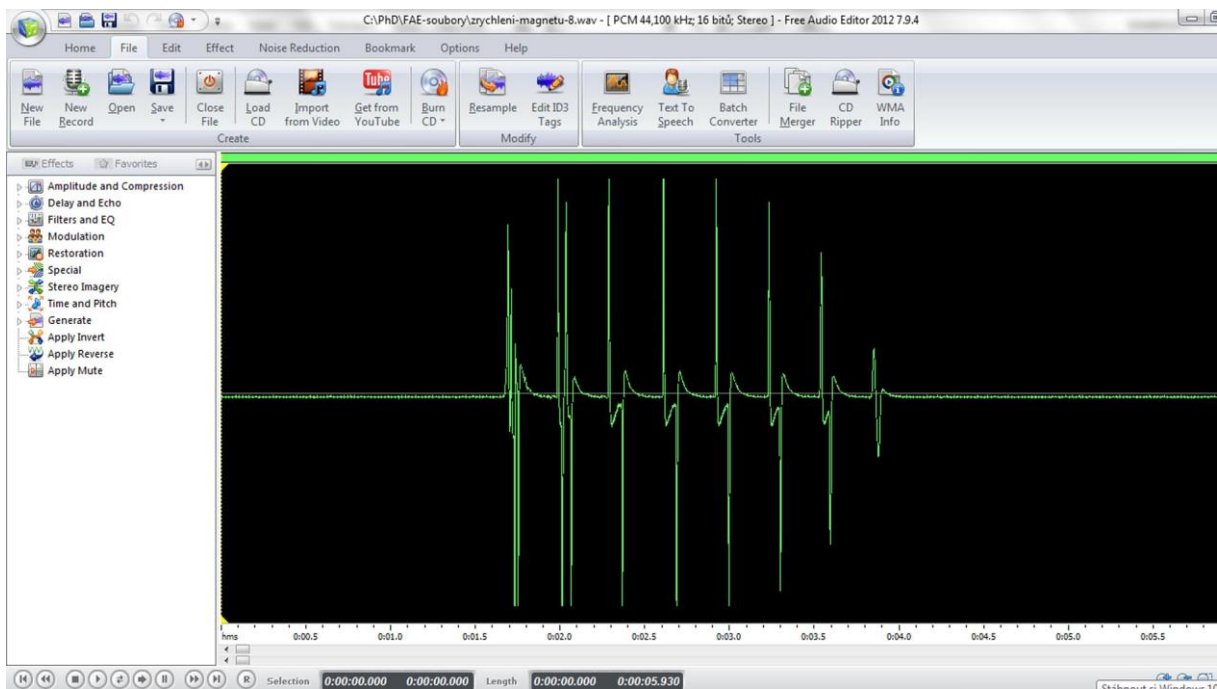 C:\PhD\FAE-soubory\zrychleni-magnetu-8.wav - [ PCM 44,100 kHz; 16 bitů; Stereo ] - Free Audio Editor 2012 7.9.4
Home File Edit Effect Noise Reduction Bookmark Options Help
New File
New Record
Open
Save
Close File
Load CD
Import from Video
You Tube
Get from YouTube
Burn CD
Resample
Edit ID3 Tags
Frequency Analysis
Text To Speech
Batch Converter
File Merger
CD Ripper
WMA Info
Create Modify Tools
Effects Favorites
Amplitude and Compression
Delay and Echo
Filters and EQ
Modulation
Restoration
Special
Stereo Imagery
Time and Pitch
Generate
Apply Invert
Apply Reverse
Apply Mute
hms 0:00.5 0:01.0 0:01.5 0:02.0 0:02.5 0:03.0 0:03.5 0:04.0 0:04.5 0:05.0 0:05.5
R Selection 0:00:00.000 0:00:00.000 Length 0:00:00.000 0:00:05.930
Stáhnout si Windows 10